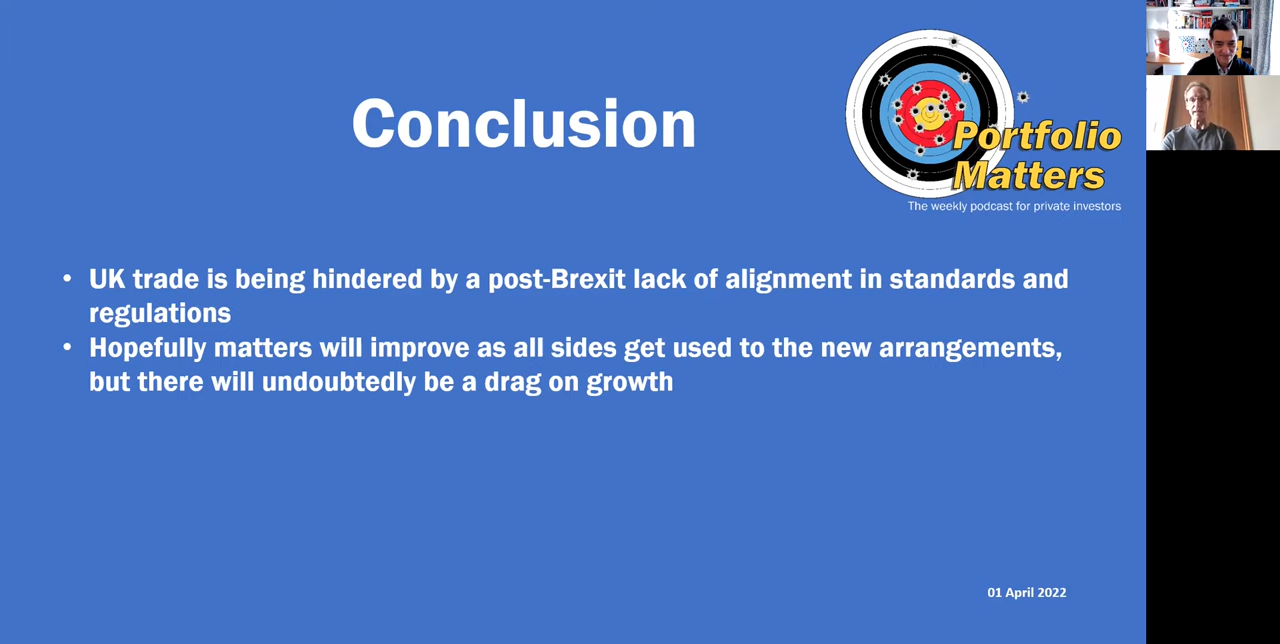 Conclusion
Portfolio
Matters
The weekly podcast for private investors
• UK trade is being hindered by a post-Brexit lack of alignment in standards and
regulations
• Hopefully matters will improve as all sides get used to the new arrangements,
but there will undoubtedly be a drag on growth
01 April 2022